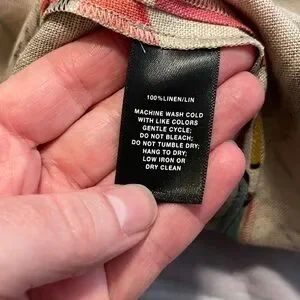 100%LINEN/LIN
MACHINE WASH COLD
WITH LIKE COLORS
GENTLE CYCLE;
DO NOT BLEACH;
DO NOT TUMBLE DRY;
HANG TO DRY;
LOW IRON OR
DRY CLEAN